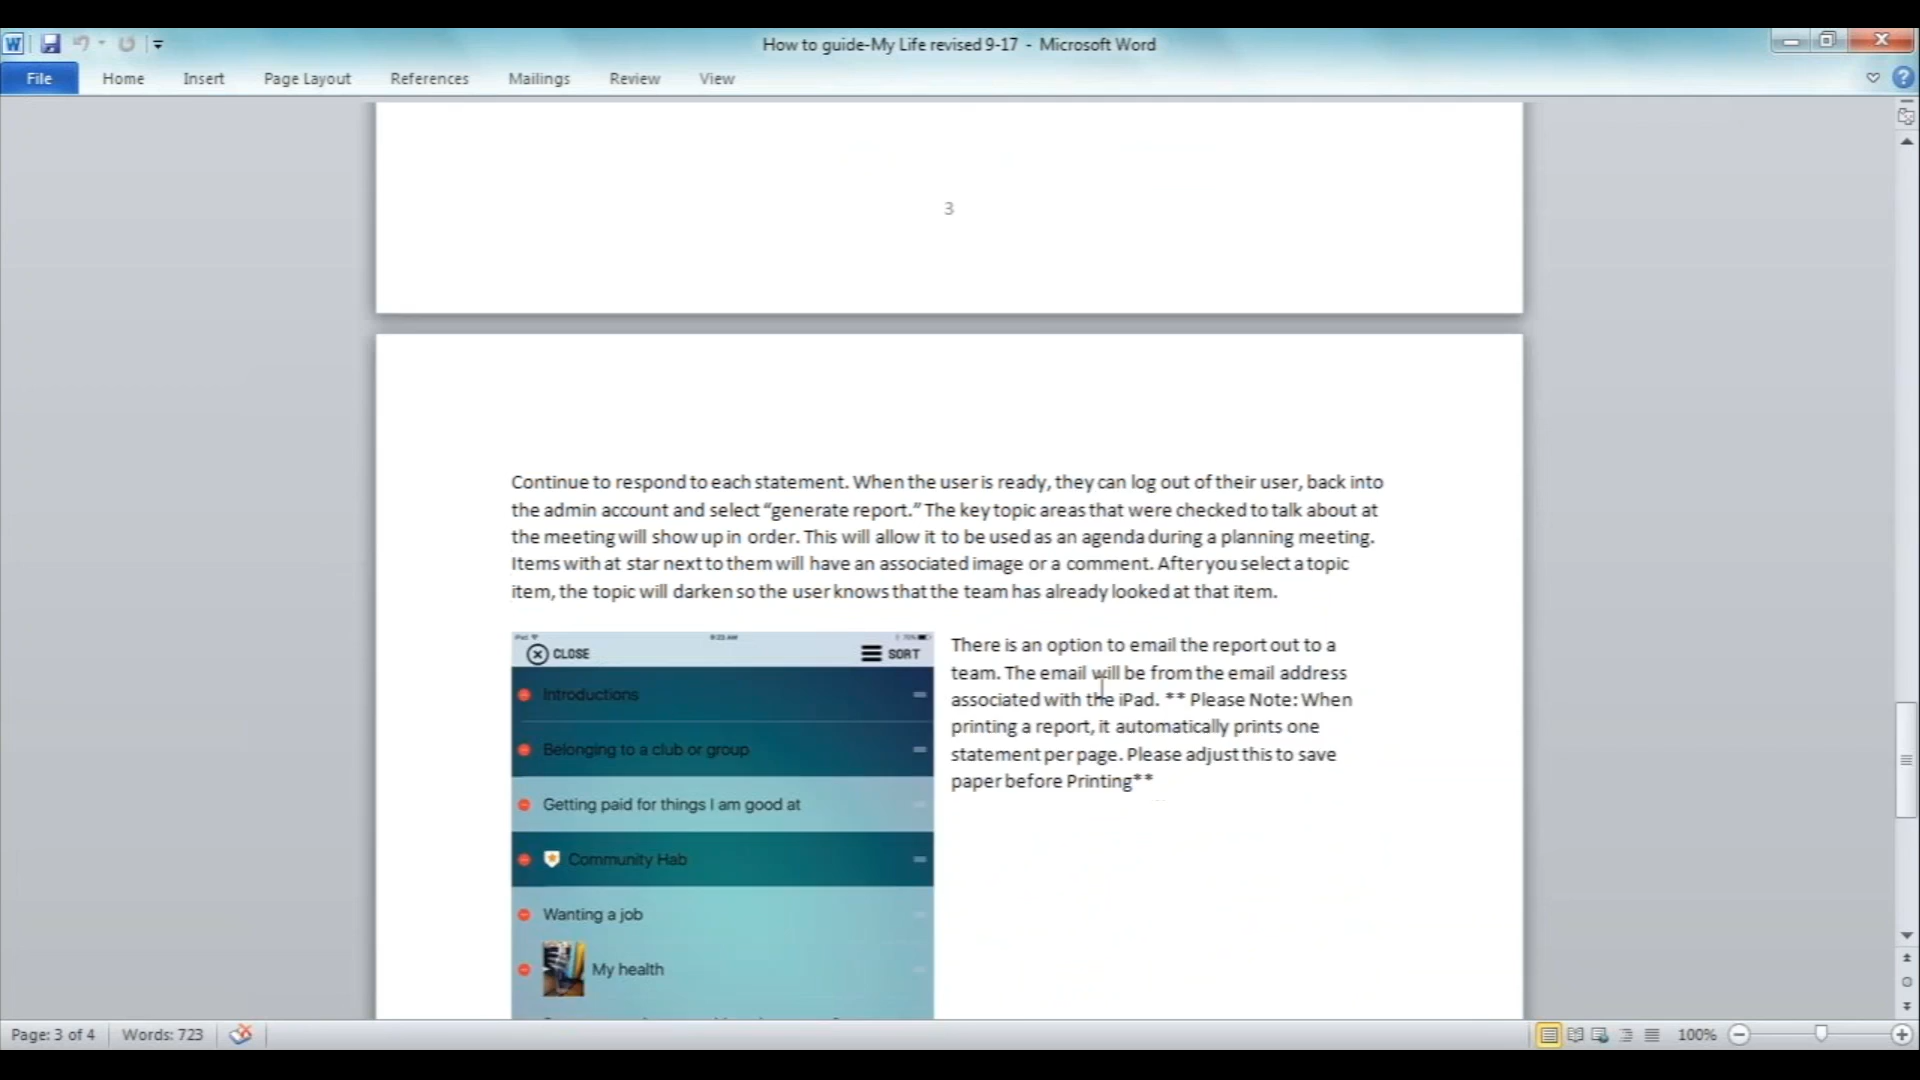 How to guide-My Life revised 9-17 - Microsoft Word
File Home Insert Page Layout References Mailings Review View
3
Continue to respond to each statement. When the user is ready, they can log out of their user, back into
the admin account and select “generate report.” The key topic areas that were checked to talk about at
the meeting will show up in order. This will allow it to be used as an agenda during a planning meeting.
Items with at star next to them will have an associated image or a comment. After you select a topic
item, the topic will darken so the user knows that the team has already looked at that item.
CLOSE
SORT
Introductions
Belonging to a club or group
Getting paid for things I am good at
Community Hab
Wanting a job
My health
There is an option to email the report out to a
team. The email will be from the email address
associated with the iPad. ** Please Note: When
printing a report, it automatically prints one
statement per page. Please adjust this to save
paper before Printing**
Page: 3 of 4 Words: 723
100%